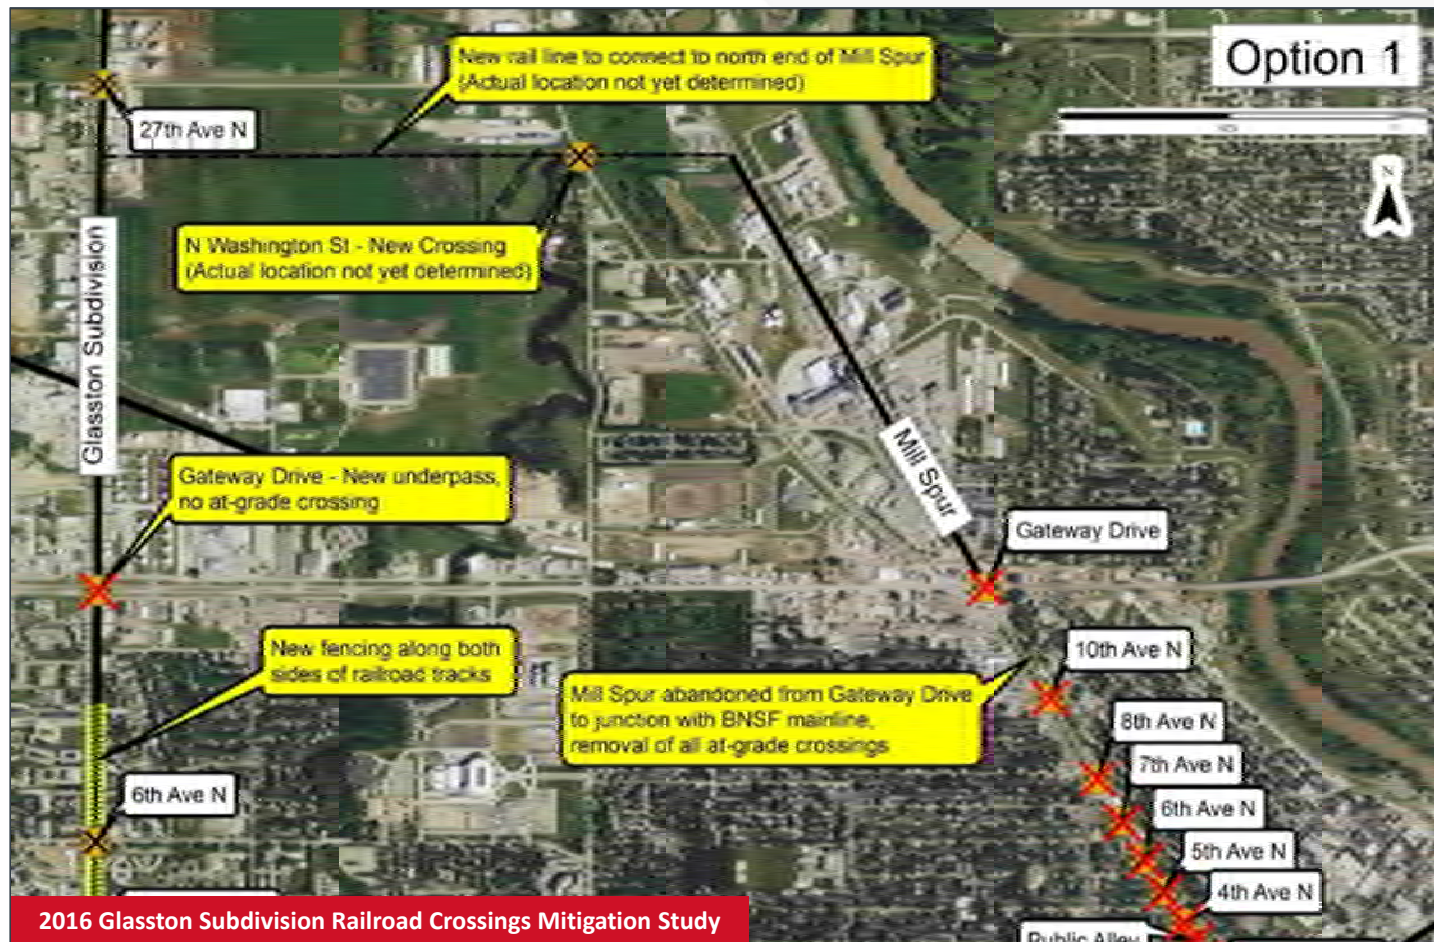 Option 1
New rail line to connect to north end of Mill Spur
(Actual location not yet determined)
27th Ave N
N
N Washington St - New Crossing
(Actual location not yet determined)
Glasston Subdivision
Mill Spur
Gateway Drive - New underpass,
no at-grade crossing
Gateway Drive
New fencing along both
sides of railroad tracks
10th Ave N
Mill Spur abandoned from Gateway Drive
to junction with BNSF mainline,
removal of all at-grade crossings
8th Ave N
7th Ave N
6th Ave N
6th Ave N
5th Ave N
4th Ave N
Public Alley
2016 Glasston Subdivision Railroad Crossings Mitigation Study